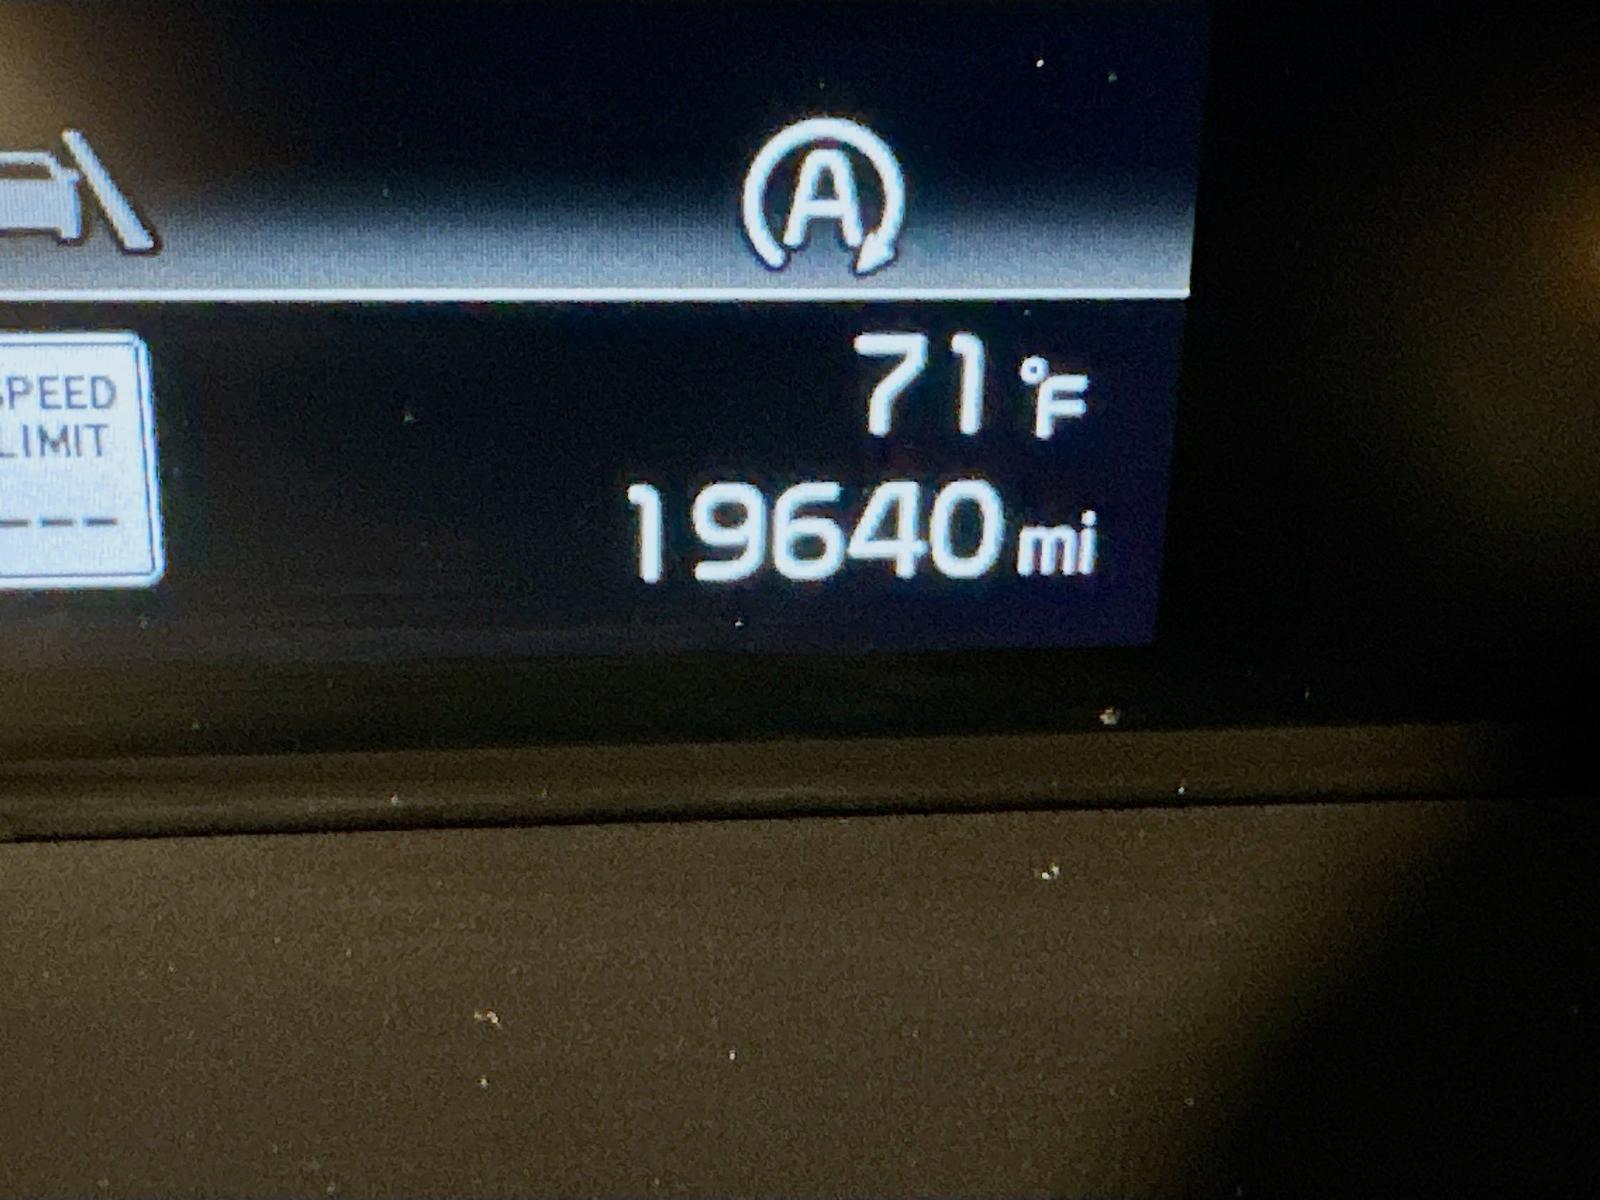 A
SPEED
LIMIT
---
71 °F
19640 mi